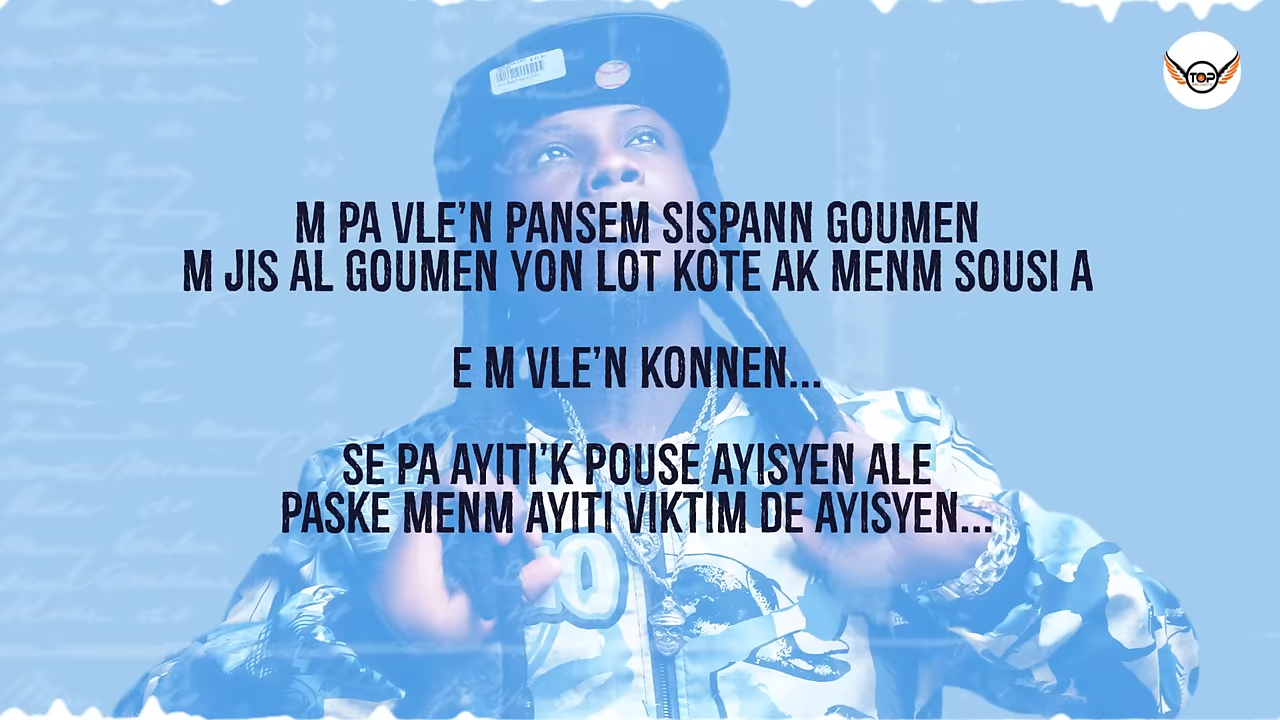 M PA VLE'N PANSEM SISPANN GOUMEN
M JIS AL GOUMEN YON LOT KOTE AK MENM SOUSI A
E M VLE'N KONNEN...
SE PA AYITI'K POUSE AYISYEN ALE
PASKE MENM AYITI VIKTIM DE AYISYEN...
TOP